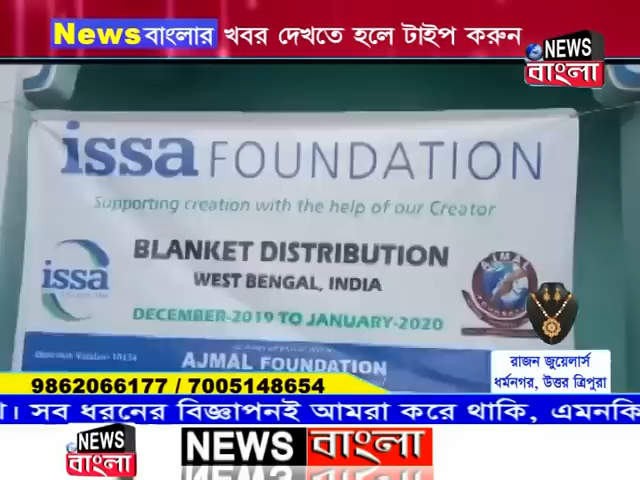 Newsবাংলার খবর দেখতে হলে টাইপ করুন
NEWS
বাংলা
issa FOUNDATION
Supporting creation with the help of our Creator
BLANKET DISTRIBUTION
issa
WEST BENGAL, INDIA
AJMAL
DECEMBER-2019 TO JANUARY-2020
AJMAL FOUNDATION
রাজন জুয়েলার্স
ধর্মনগর, উত্তর ত্রিপুরা
9862066177 / 7005148654
। সব ধরনের বিজ্ঞাপনই আমরা করে থাকি, এমনকি
NEWS
বাংলা
NEWS বাংলা